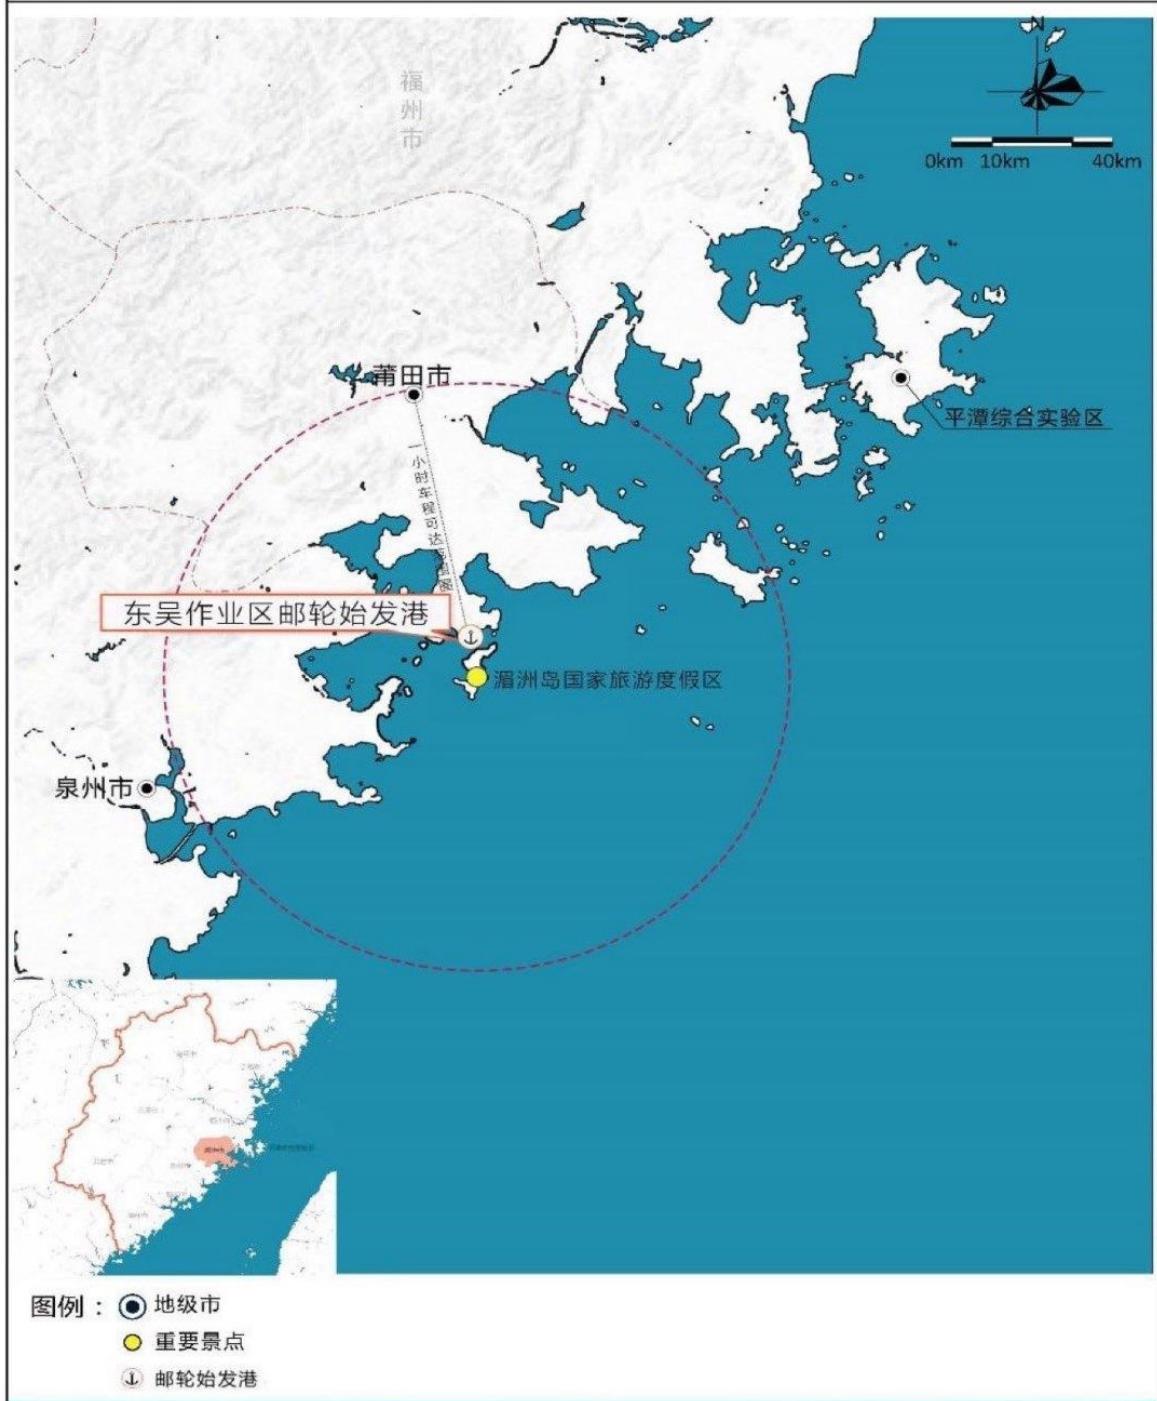 福州市
N
0km 10km 40km
莆田市
平潭综合实验区
一小时车程可达
东吴作业区邮轮始发港
湄洲岛国家旅游度假区
泉州市
图例：
地级市
重要景点
邮轮始发港